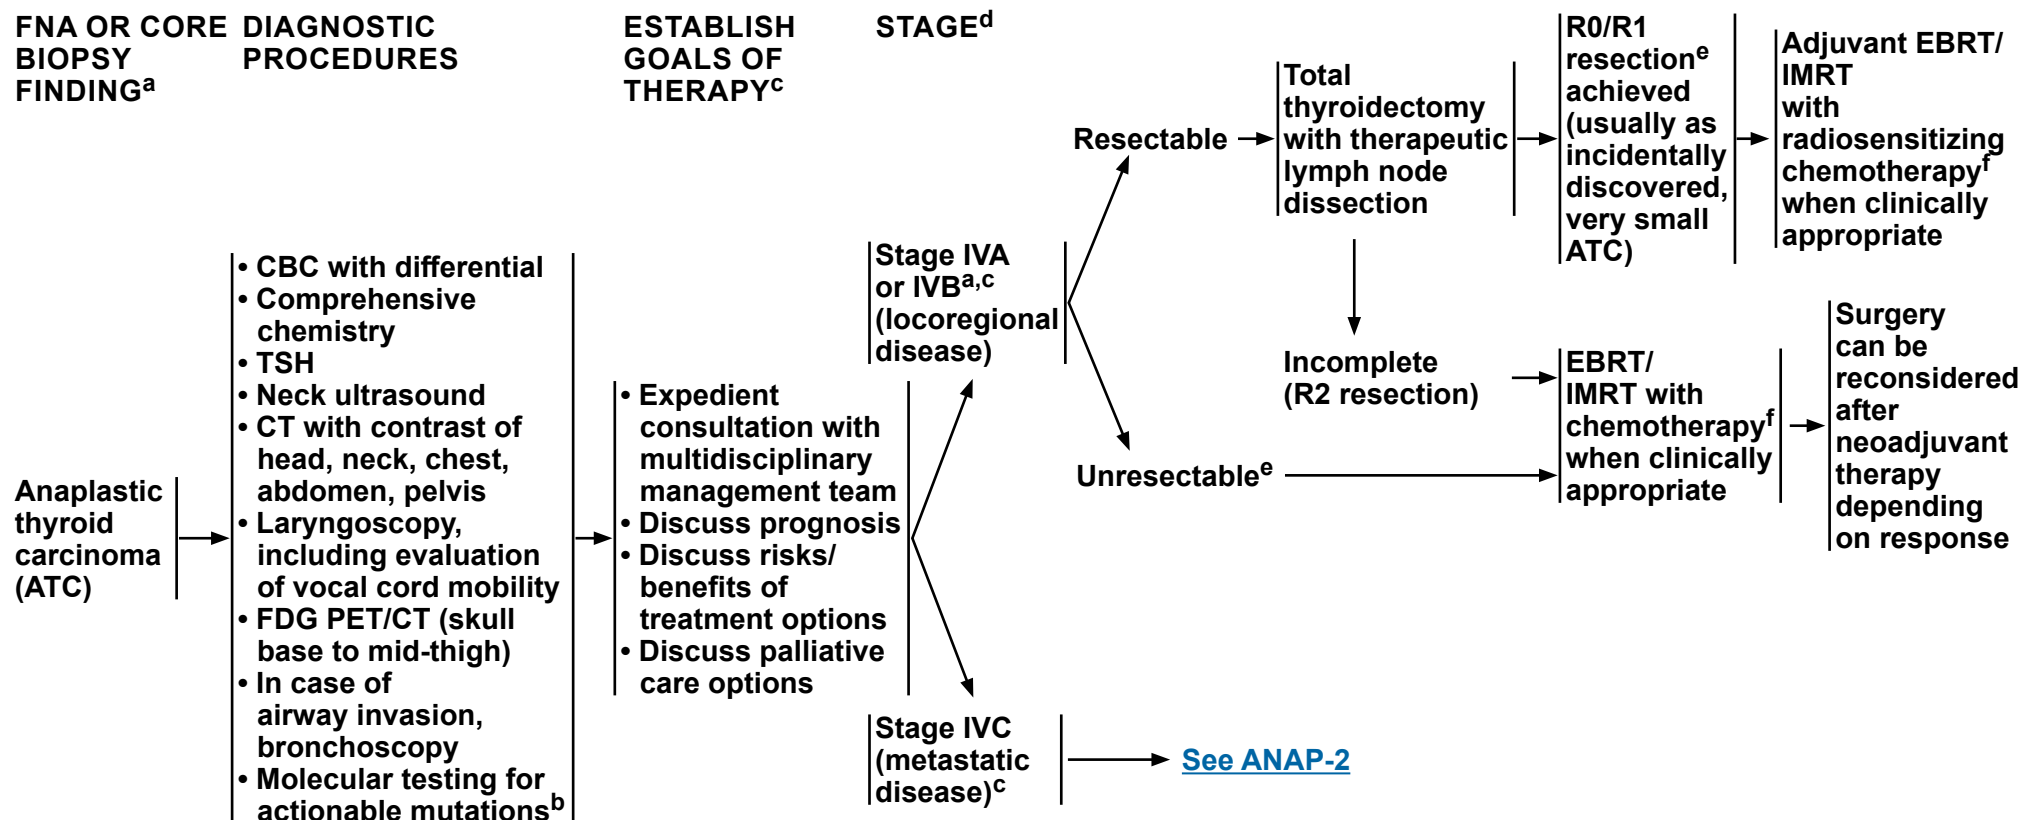 FNA OR CORE
BIOPSY
FINDINGa
DIAGNOSTIC
PROCEDURES
ESTABLISH
GOALS OF
THERAPYc
STAGEd
Anaplastic
thyroid
carcinoma
(ATC)
• CBC with differential
• Comprehensive
chemistry
• TSH
• Neck ultrasound
• CT with contrast of
head, neck, chest,
abdomen, pelvis
• Laryngoscopy,
including evaluation
of vocal cord mobility
• FDG PET/CT (skull
base to mid-thigh)
• In case of
airway invasion,
bronchoscopy
• Molecular testing for
actionable mutationsb
• Expedient
consultation with
multidisciplinary
management team
• Discuss prognosis
• Discuss risks/
benefits of
treatment options
• Discuss palliative
care options
Stage IVA
or IVBa,c
(locoregional
disease)
Resectable
Total
thyroidectomy
with therapeutic
lymph node
dissection
R0/R1
resectione
achieved
(usually as
incidentally
discovered,
very small
ATC)
Adjuvant EBRT/
IMRT
with
radiosensitizing
chemotherapyf
when clinically
appropriate
Incomplete
(R2 resection)
Unresectablee
EBRT/
IMRT with
chemotherapyf
when clinically
appropriate
Surgery
can be
reconsidered
after
neoadjuvant
therapy
depending
on response
Stage IVC
(metastatic
disease)c
See ANAP-2